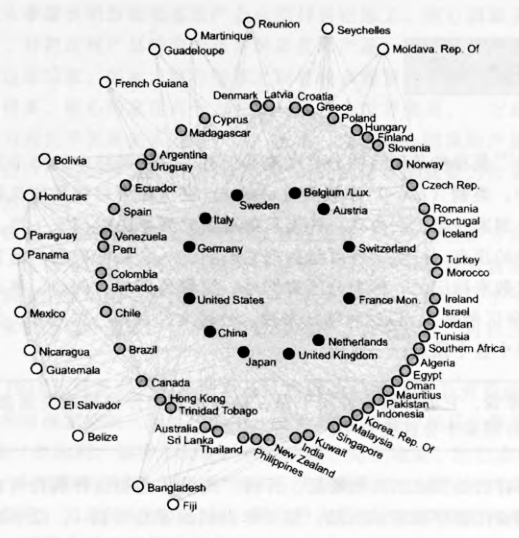 Reunion
Martinique
Seychelles
Guadeloupe
Moldava. Rep. Of
French Guiana
Denmark
Latvia
Croatia
Greece
Cyprus
Poland
Madagascar
Hungary
Finland
Slovenia
Bolivia
Argentina
Uruguay
Norway
Honduras
Ecuador
Sweden
Belgium /Lux.
Czech Rep.
Spain
Italy
Austria
Romania
Portugal
Iceland
Paraguay
Venezuela
Peru
Germany
Switzerland
Panama
Turkey
Morocco
Colombia
Barbados
United States
France Mon.
Ireland
Israel
Mexico
Chile
Jordan
China
Tunisia
Nicaragua
Brazil
Netherlands
Southern Africa
Japan
United Kingdom
Guatemala
Algeria
Egypt
Canada
Oman
Mauritius
El Salvador
Hong Kong
Trinidad Tobago
Pakistan
Indonesia
Belize
Australia
Sri Lanka
Thailand
Philippines
New Zealand
India
Kuwait
Singapore
Malaysia
Korea. Rep. Of
Bangladesh
Fiji